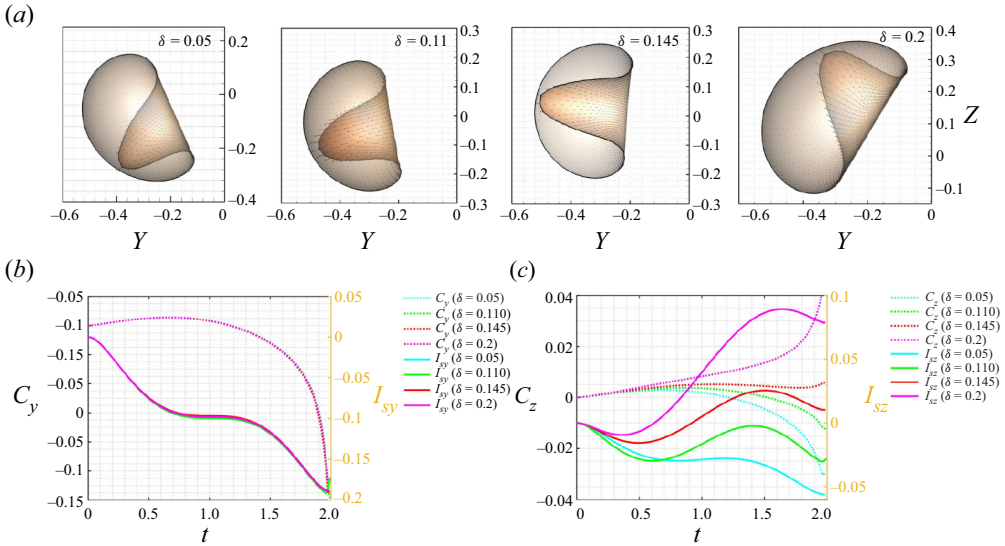 (a)
δ = 0.05
δ = 0.11
δ = 0.145
δ = 0.2
0.2
0
–0.2
–0.4
0.3
0.2
0.1
0
–0.1
–0.2
–0.3
0.3
0.2
0.1
0
–0.1
–0.2
–0.3
0.4
0.3
0.2
0.1
0
–0.1
Z
–0.6 –0.4 –0.2 0
–0.6 –0.4 –0.2 0
–0.6 –0.4 –0.2 0
–0.6 –0.4 –0.2 0
Y
Y
Y
Y
(b)
–0.05
–0.1
–0.15
–0.05
0
–0.05
–0.1
–0.15
C_y
0.05
0
–0.05
–0.1
–0.15
–0.2
I_sy
0 0.5 1.0 1.5 2.0
t
C_y (δ = 0.05)
C_y (δ = 0.110)
C_y (δ = 0.145)
C_y (δ = 0.2)
I_sy (δ = 0.05)
I_sy (δ = 0.110)
I_sy (δ = 0.145)
I_sy (δ = 0.2)
(c)
0.04
0.02
0
–0.02
–0.04
C_z
0.1
0.05
0
–0.05
I_sz
0 0.5 1.0 1.5 2.0
t
C_z (δ = 0.05)
C_z (δ = 0.110)
C_z (δ = 0.145)
C_z (δ = 0.2)
I_sz (δ = 0.05)
I_sz (δ = 0.110)
I_sz (δ = 0.145)
I_sz (δ = 0.2)